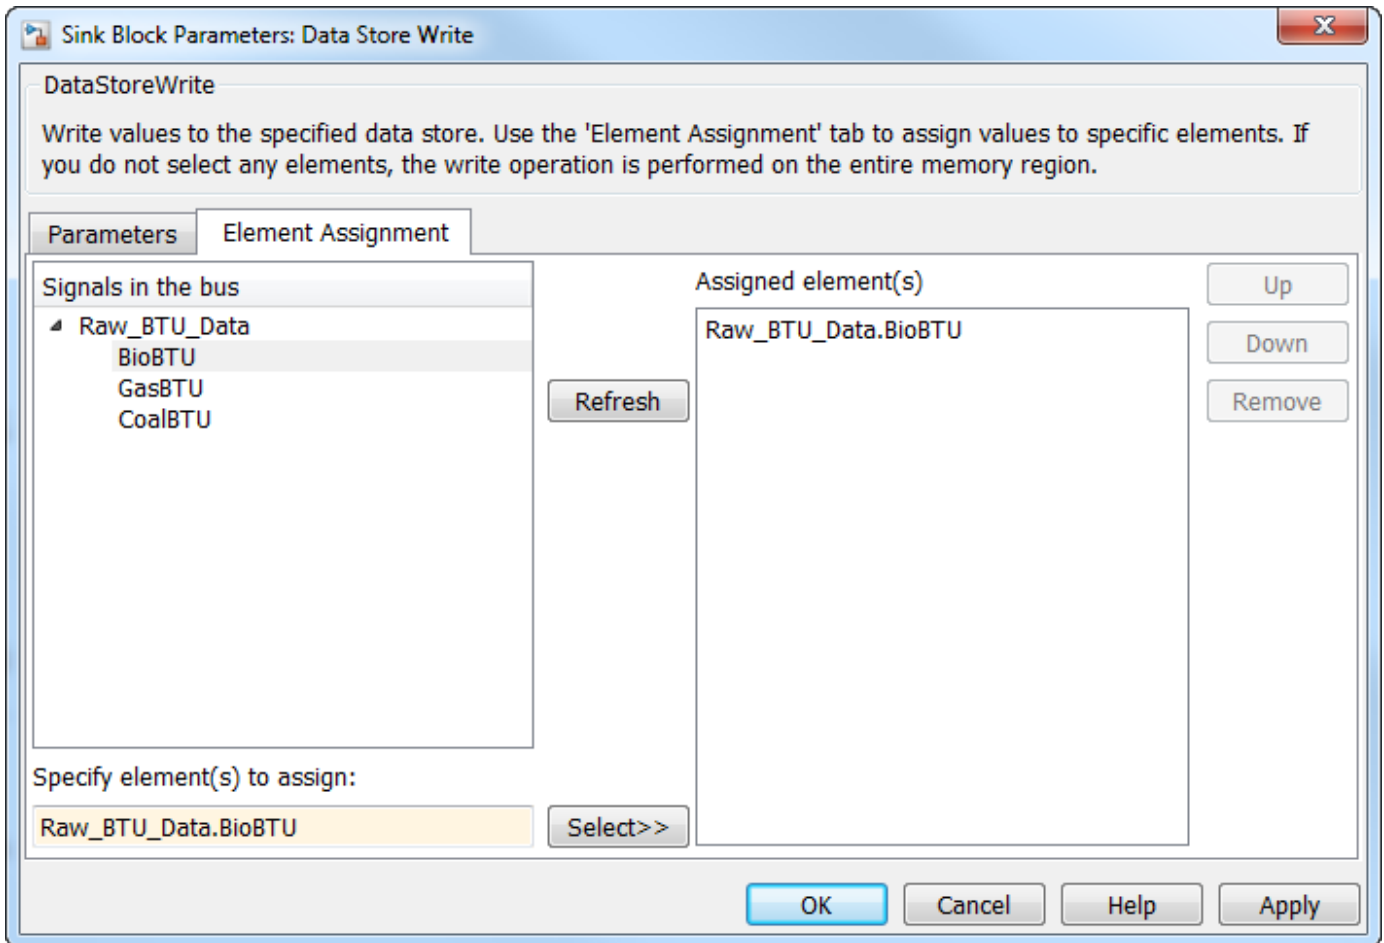 Sink Block Parameters: Data Store Write
DataStoreWrite
Write values to the specified data store. Use the 'Element Assignment' tab to assign values to specific elements. If
you do not select any elements, the write operation is performed on the entire memory region.
Parameters
Element Assignment
Signals in the bus
Raw_BTU_Data
BioBTU
GasBTU
CoalBTU
Refresh
Assigned element(s)
Raw_BTU_Data.BioBTU
Up
Down
Remove
Specify element(s) to assign:
Raw_BTU_Data.BioBTU
Select>>
OK
Cancel
Help
Apply